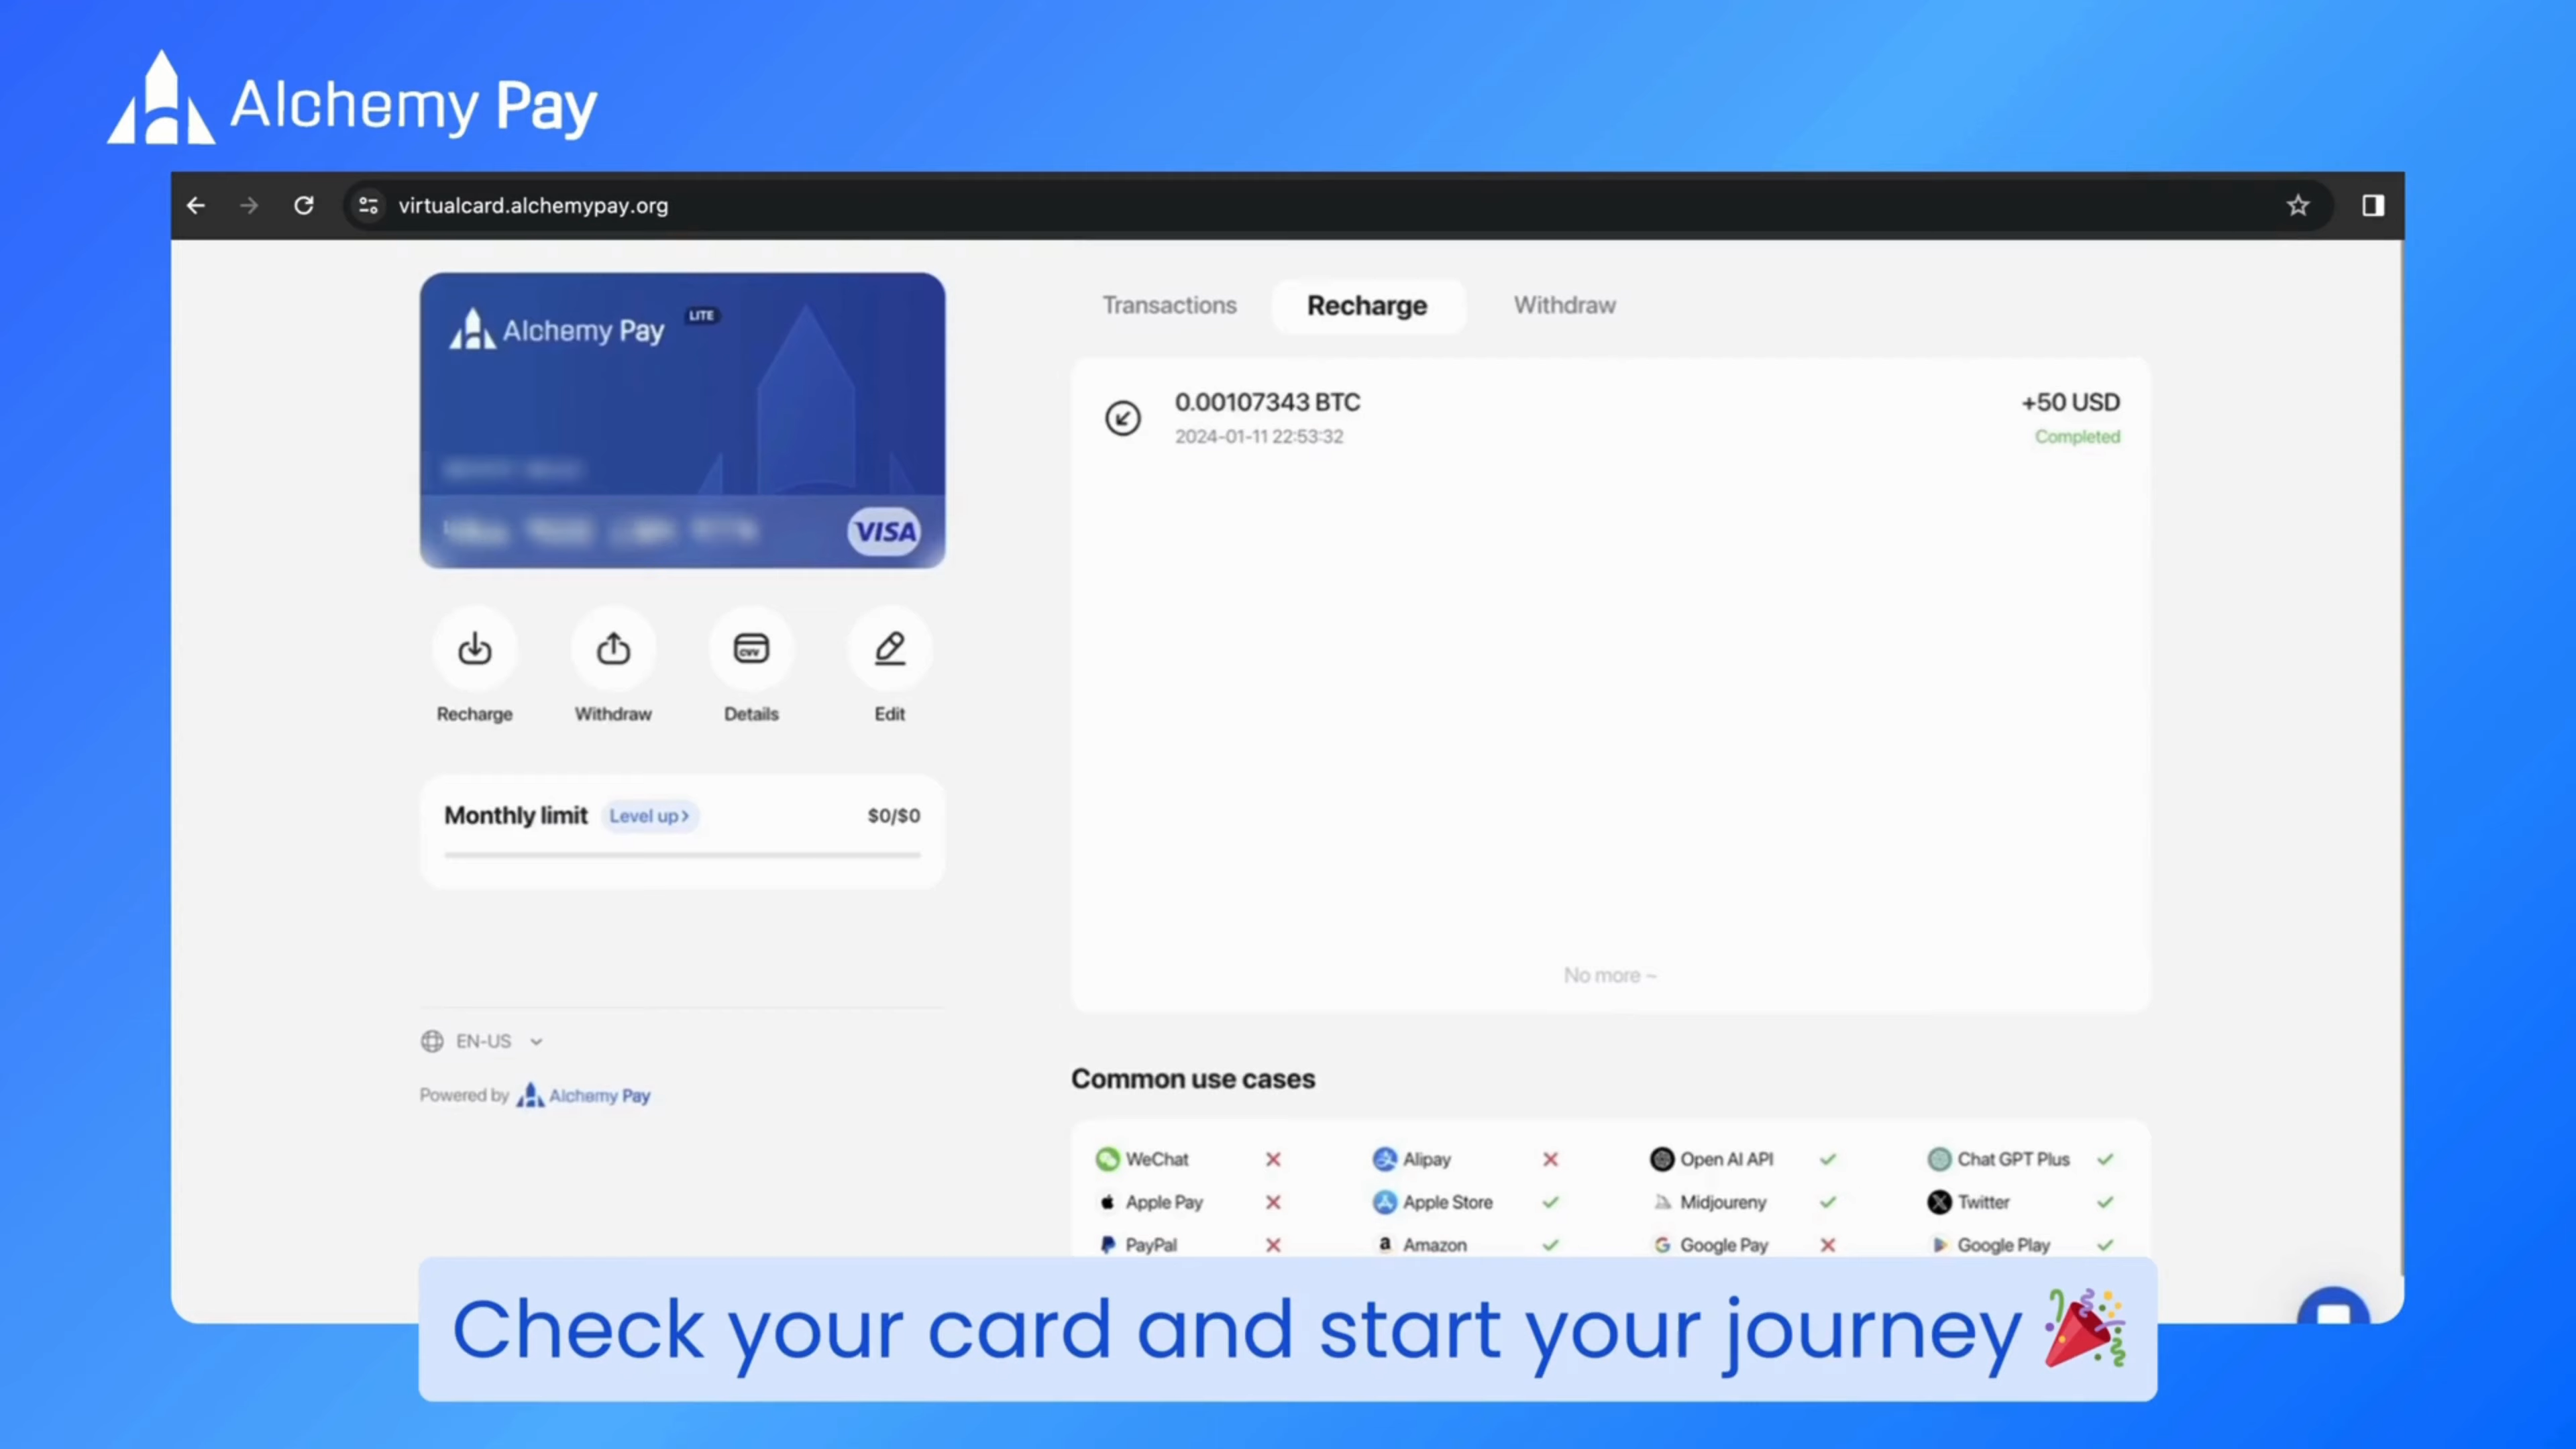 Alchemy Pay
virtualcard.alchemypay.org
Alchemy Pay LITE
VISA
Recharge Withdraw Details Edit
cvv
Monthly limit Level up> $0/$0
EN-US
Powered by Alchemy Pay
Transactions Recharge Withdraw
0.00107343 BTC +50 USD
2024-01-11 22:53:32 Completed
No more ~
Common use cases
WeChat Alipay Open AI API Chat GPT Plus
Apple Pay Apple Store Midjoureny Twitter
PayPal Amazon Google Pay Google Play
Check your card and start your journey 🎉